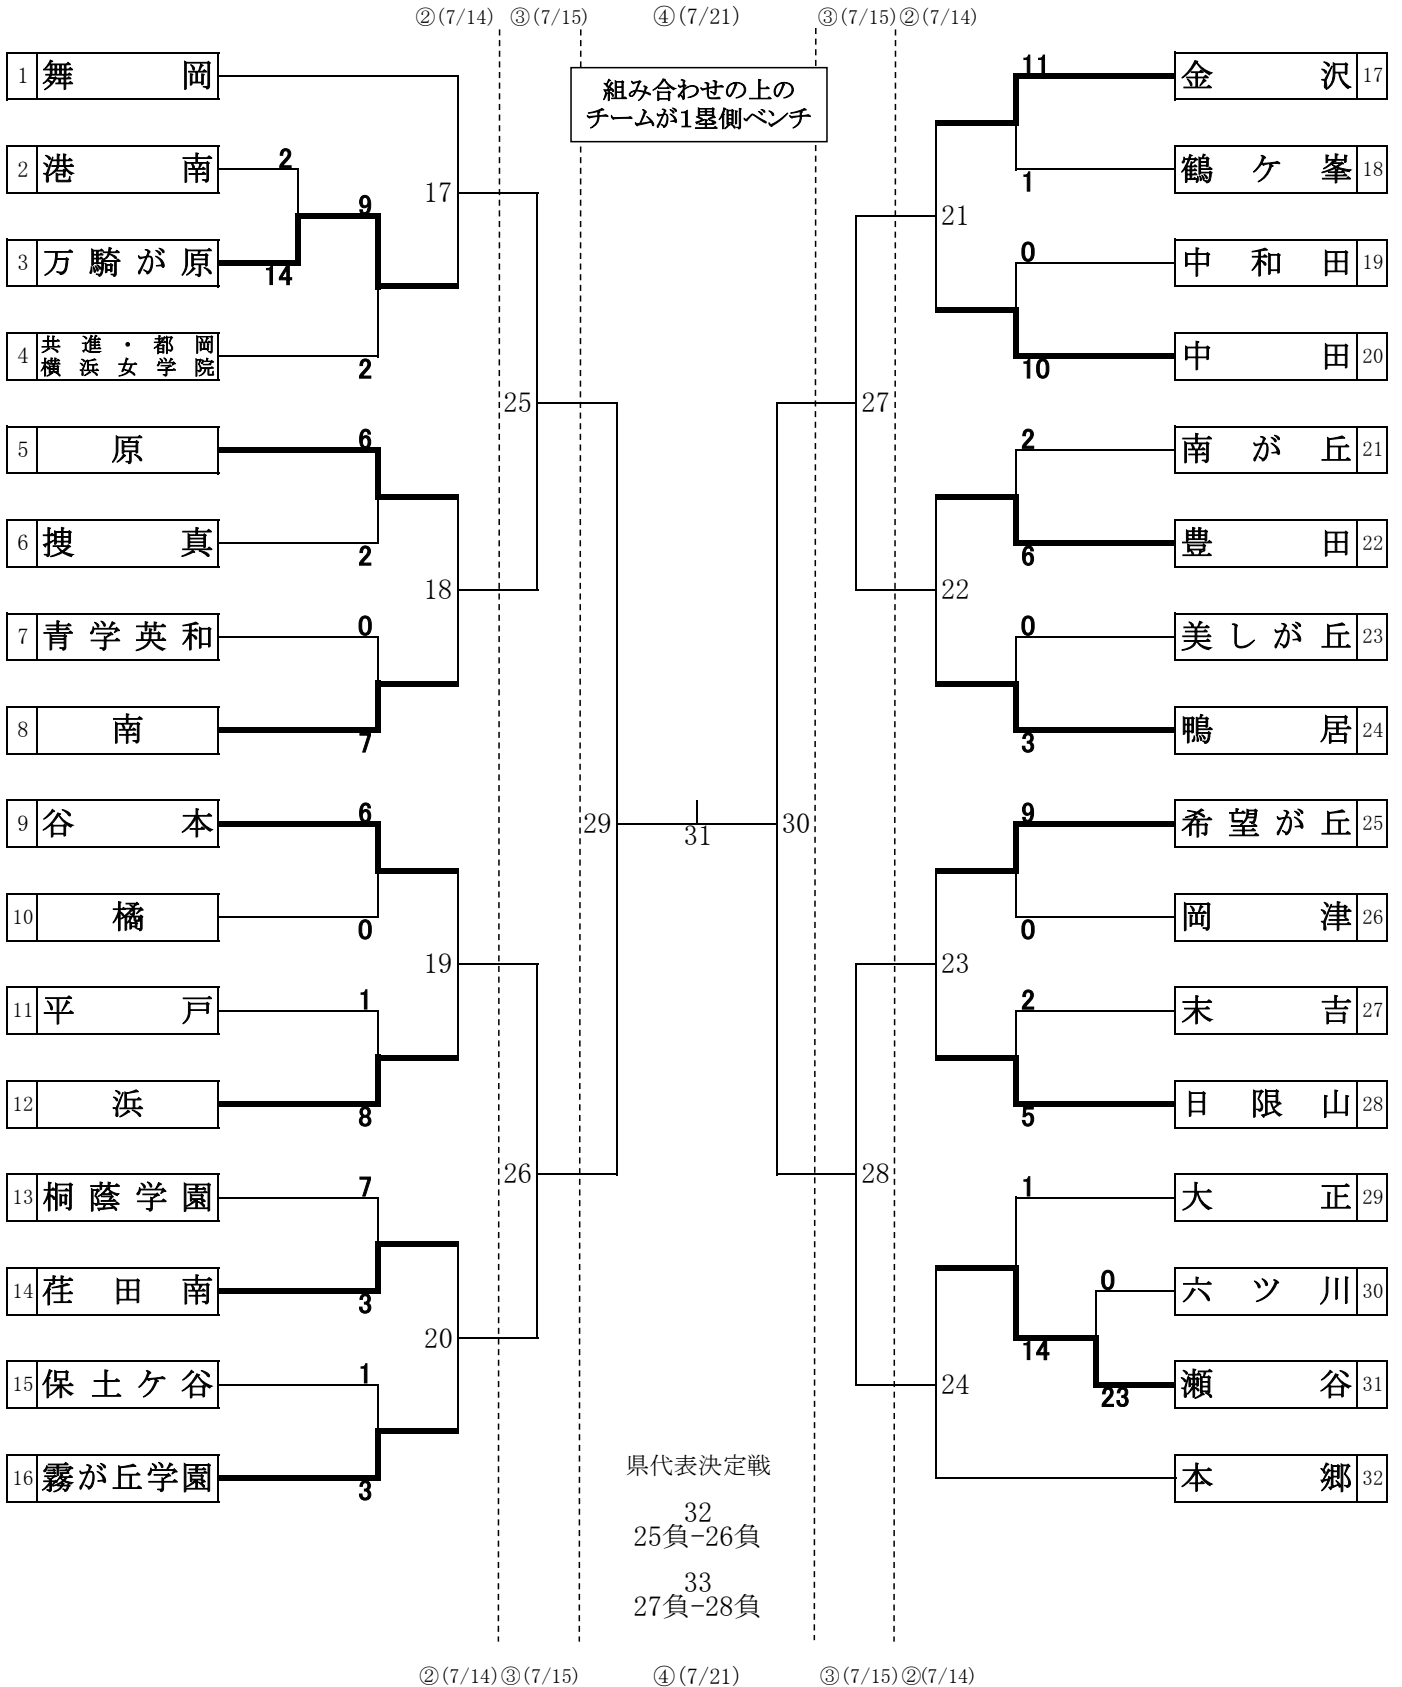 ②(7/14) ③(7/15) ④(7/21) ③(7/15) ②(7/14)
組み合わせの上の
チームが1塁側ベンチ
1 舞岡
2 港南 2
3 万騎が原 14
9
4 共進・都岡
横浜女学院 2
17
5 原 6
6 捜真 2
18
7 青学英和 0
8 南 7
25
9 谷本 6
10 橘 0
19
11 平戸 1
12 浜 8
26
13 桐蔭学園 7
14 荏田南 3
20
15 保土ケ谷 1
16 霧が丘学園 3
29
31
30
11 金沢 17
1 鶴ケ峯 18
21
0 中和田 19
10 中田 20
27
2 南が丘 21
6 豊田 22
22
0 美しが丘 23
3 鴨居 24
9 希望が丘 25
0 岡津 26
23
2 末吉 27
5 日限山 28
28
1 大正 29
0 六ツ川 30
14
23 瀬谷 31
24
本郷 32
県代表決定戦
32
25負-26負
33
27負-28負
②(7/14) ③(7/15) ④(7/21) ③(7/15) ②(7/14)